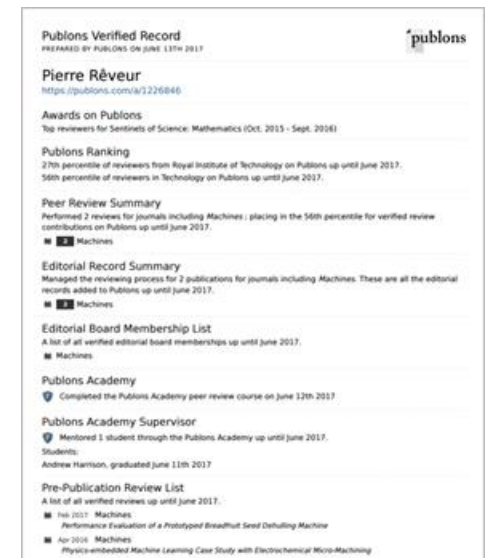 Publons Verified Record
PREPARED BY PUBLONS ON JUNE 13TH 2017
publons
Pierre Rêveur
https://publons.com/a/1226846
Awards on Publons
Top reviewers for Sentinels of Science: Mathematics (Oct. 2015 - Sept. 2016)
Publons Ranking
27th percentile of reviewers from Royal Institute of Technology on Publons up until June 2017.
56th percentile of reviewers in Technology on Publons up until June 2017.
Peer Review Summary
Performed 2 reviews for journals including Machines; placing in the 56th percentile for verified review
contributions on Publons up until June 2017.
2 Machines
Editorial Record Summary
Managed the reviewing process for 2 publications for journals including Machines. These are all the editorial
records added to Publons up until June 2017.
Machines
Editorial Board Membership List
A list of all verified editorial board memberships up until June 2017.
Machines
Publons Academy
Completed the Publons Academy peer review course on June 12th 2017
Publons Academy Supervisor
Mentored 1 student through the Publons Academy up until June 2017.
Students:
Andrew Harrison, graduated June 11th 2017
Pre-Publication Review List
A list of all verified reviews up until June 2017.
Feb 2017 Machines
Performance Evaluation of a Prototyped Breadfruit Seed Dehulling Machine
Apr 2016 Machines
Physics-embedded Machine Learning Case Study with Electrochemical Micro-Machining